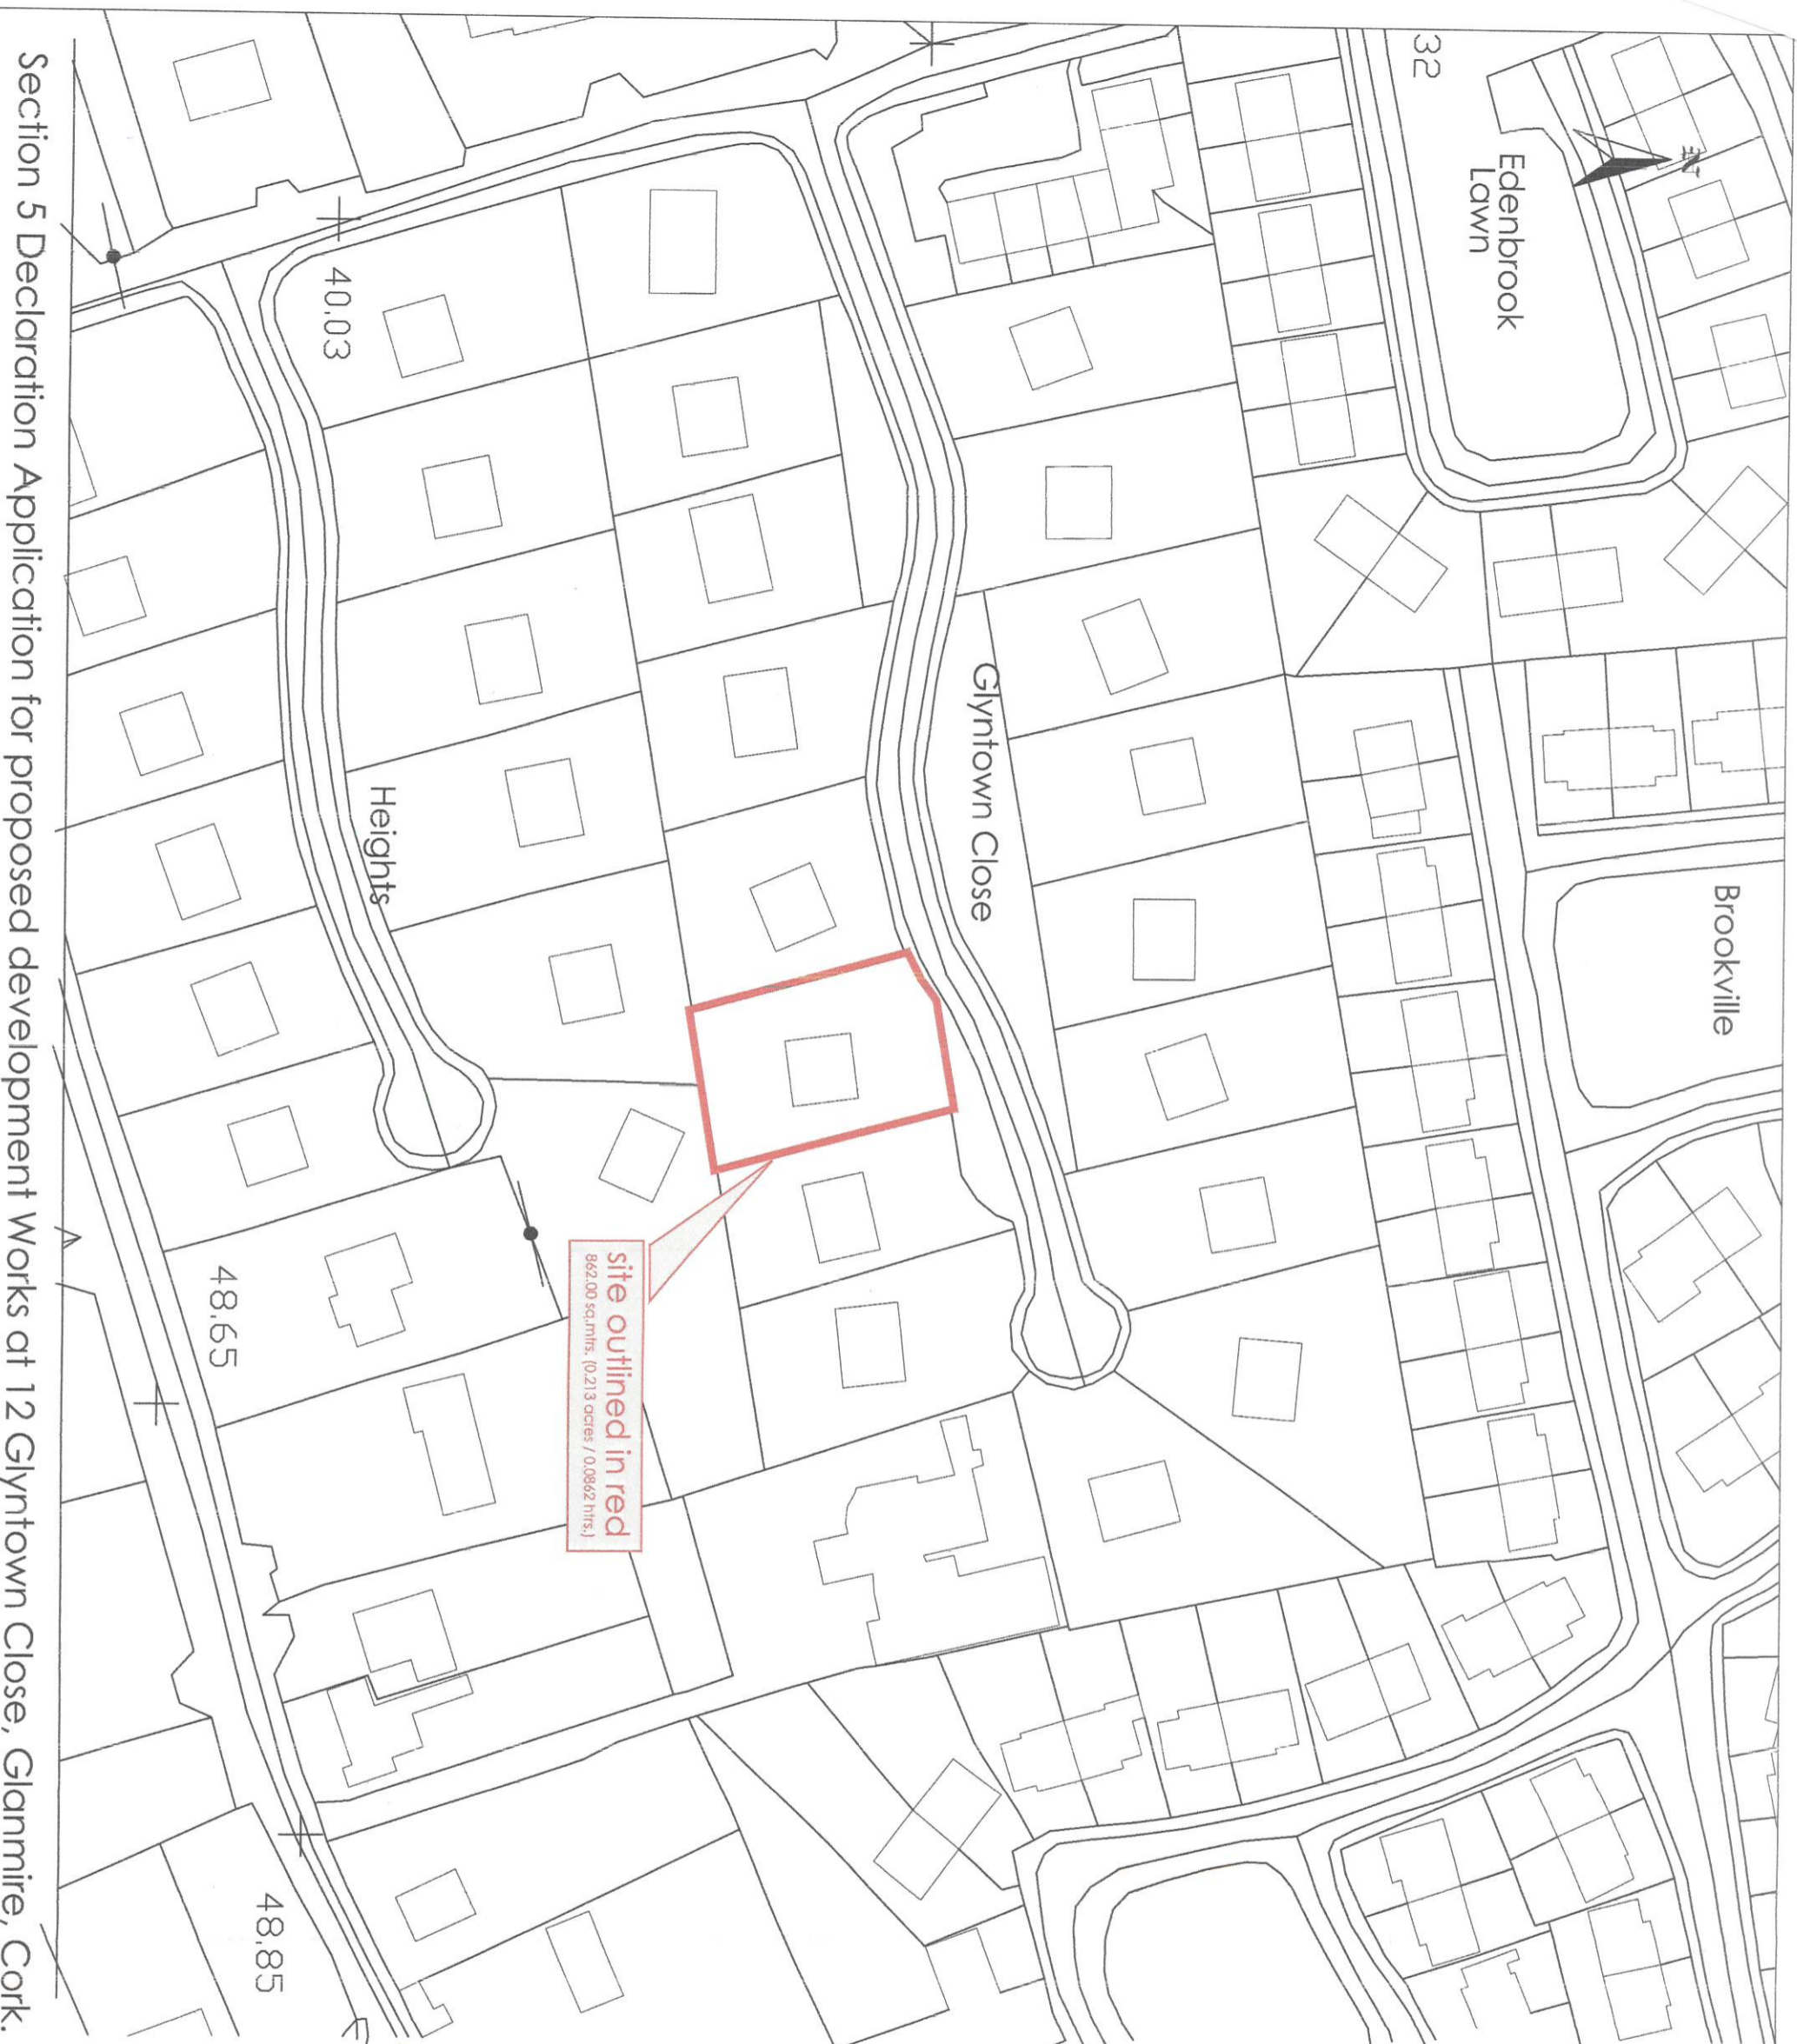 32
N
Edenbrook
Lawn
Brookville
Glyntown Close
40.03
Heights
site outlined in red
862.00 sq.mtrs. (0.213 acres / 0.0862 htrs.)
48.65
48.85
Section 5 Declaration Application for proposed development Works at 12 Glyntown Close, Glanmire, Cork.